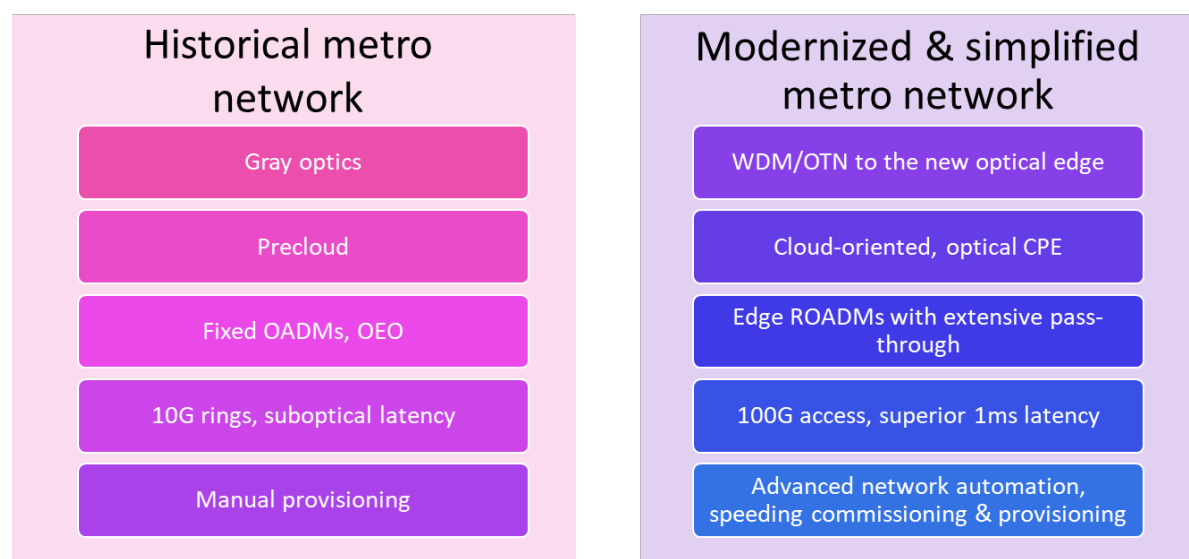 Historical metro
network
Gray optics
Precloud
Fixed OADMs, OEO
10G rings, suboptical latency
Manual provisioning
Modernized & simplified
metro network
WDM/OTN to the new optical edge
Cloud-oriented, optical CPE
Edge ROADMs with extensive pass-
through
100G access, superior 1ms latency
Advanced network automation,
speeding commissioning & provisioning